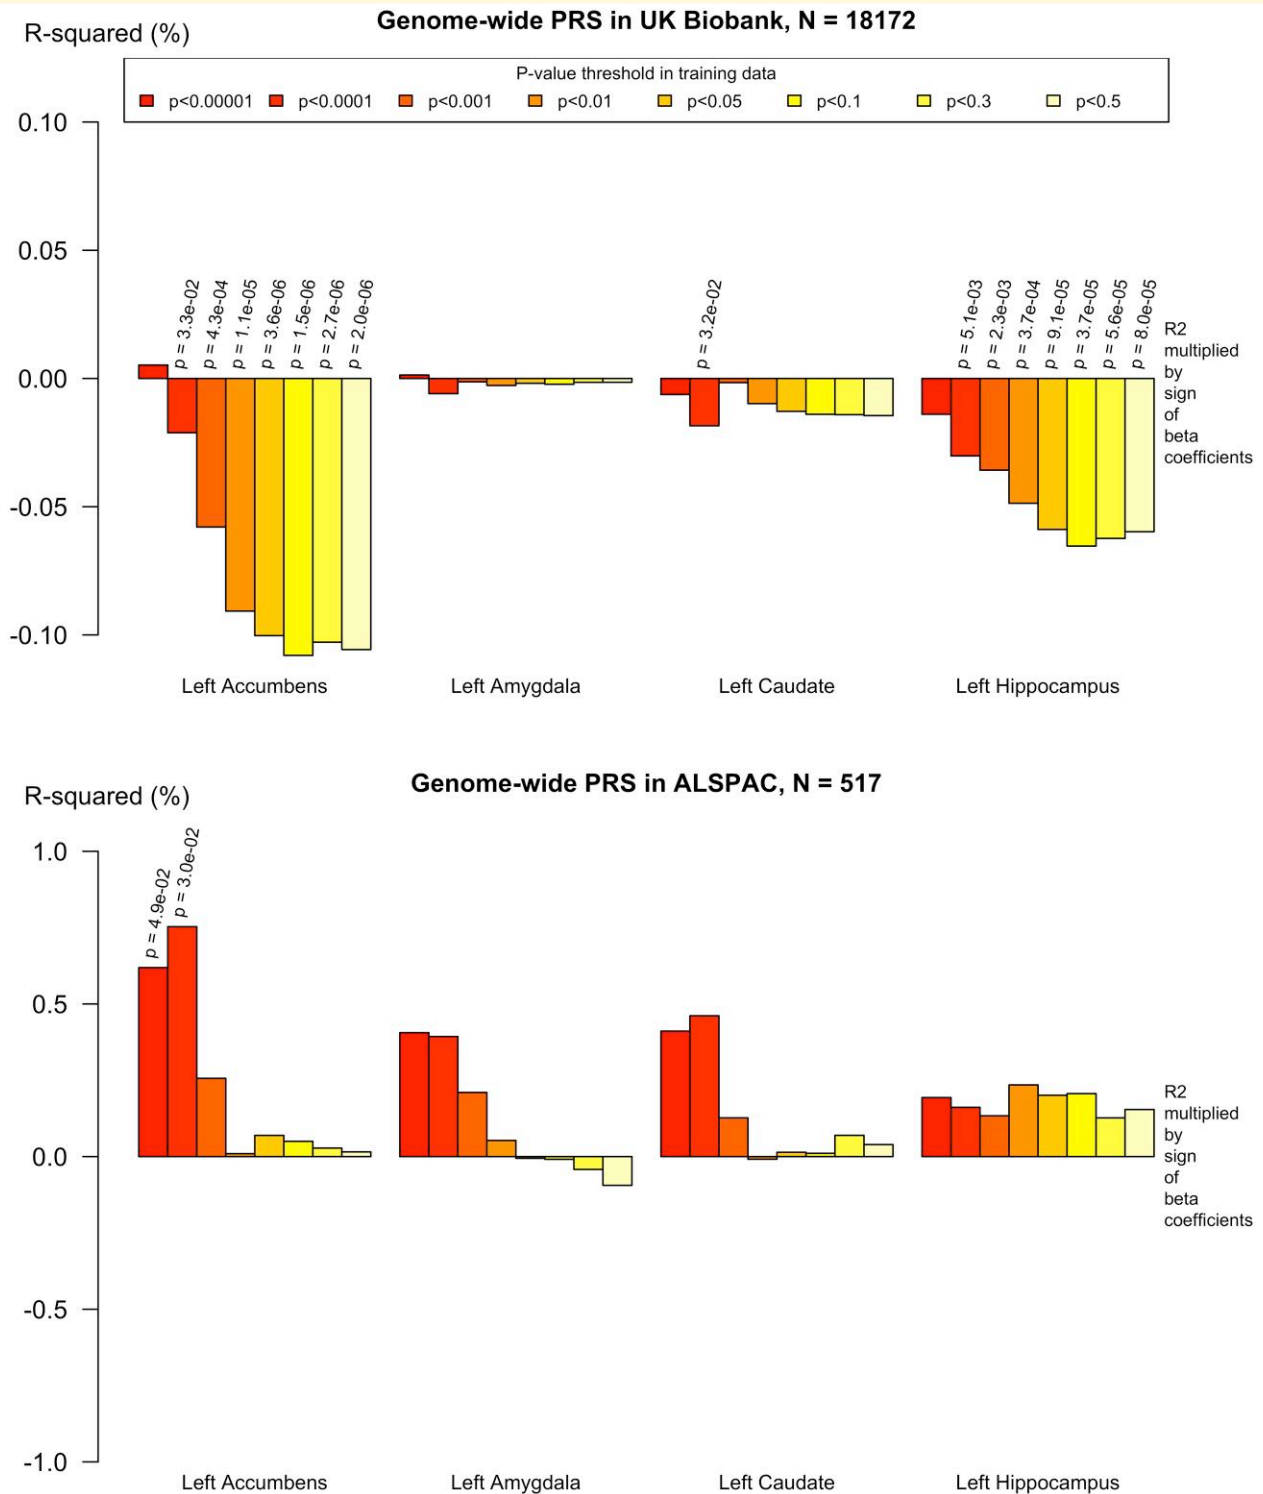 Genome-wide PRS in UK Biobank, N = 18172
R-squared (%)
P-value threshold in training data
p<0.00001 p<0.0001 p<0.001 p<0.01 p<0.05 p<0.1 p<0.3 p<0.5
0.10
0.05
0.00
-0.05
-0.10
p = 3.3e-02
p = 4.3e-04
p = 1.1e-05
p = 3.6e-06
p = 1.5e-06
p = 2.7e-06
p = 2.0e-06
p = 3.2e-02
p = 5.1e-03
p = 2.3e-03
p = 3.7e-04
p = 9.1e-05
p = 3.7e-05
p = 5.6e-05
p = 8.0e-05
R2
multiplied
by
sign
of
beta
coefficients
Left Accumbens Left Amygdala Left Caudate Left Hippocampus
Genome-wide PRS in ALSPAC, N = 517
R-squared (%)
1.0
0.5
0.0
-0.5
-1.0
p = 4.9e-02
p = 3.0e-02
R2
multiplied
by
sign
of
beta
coefficients
Left Accumbens Left Amygdala Left Caudate Left Hippocampus